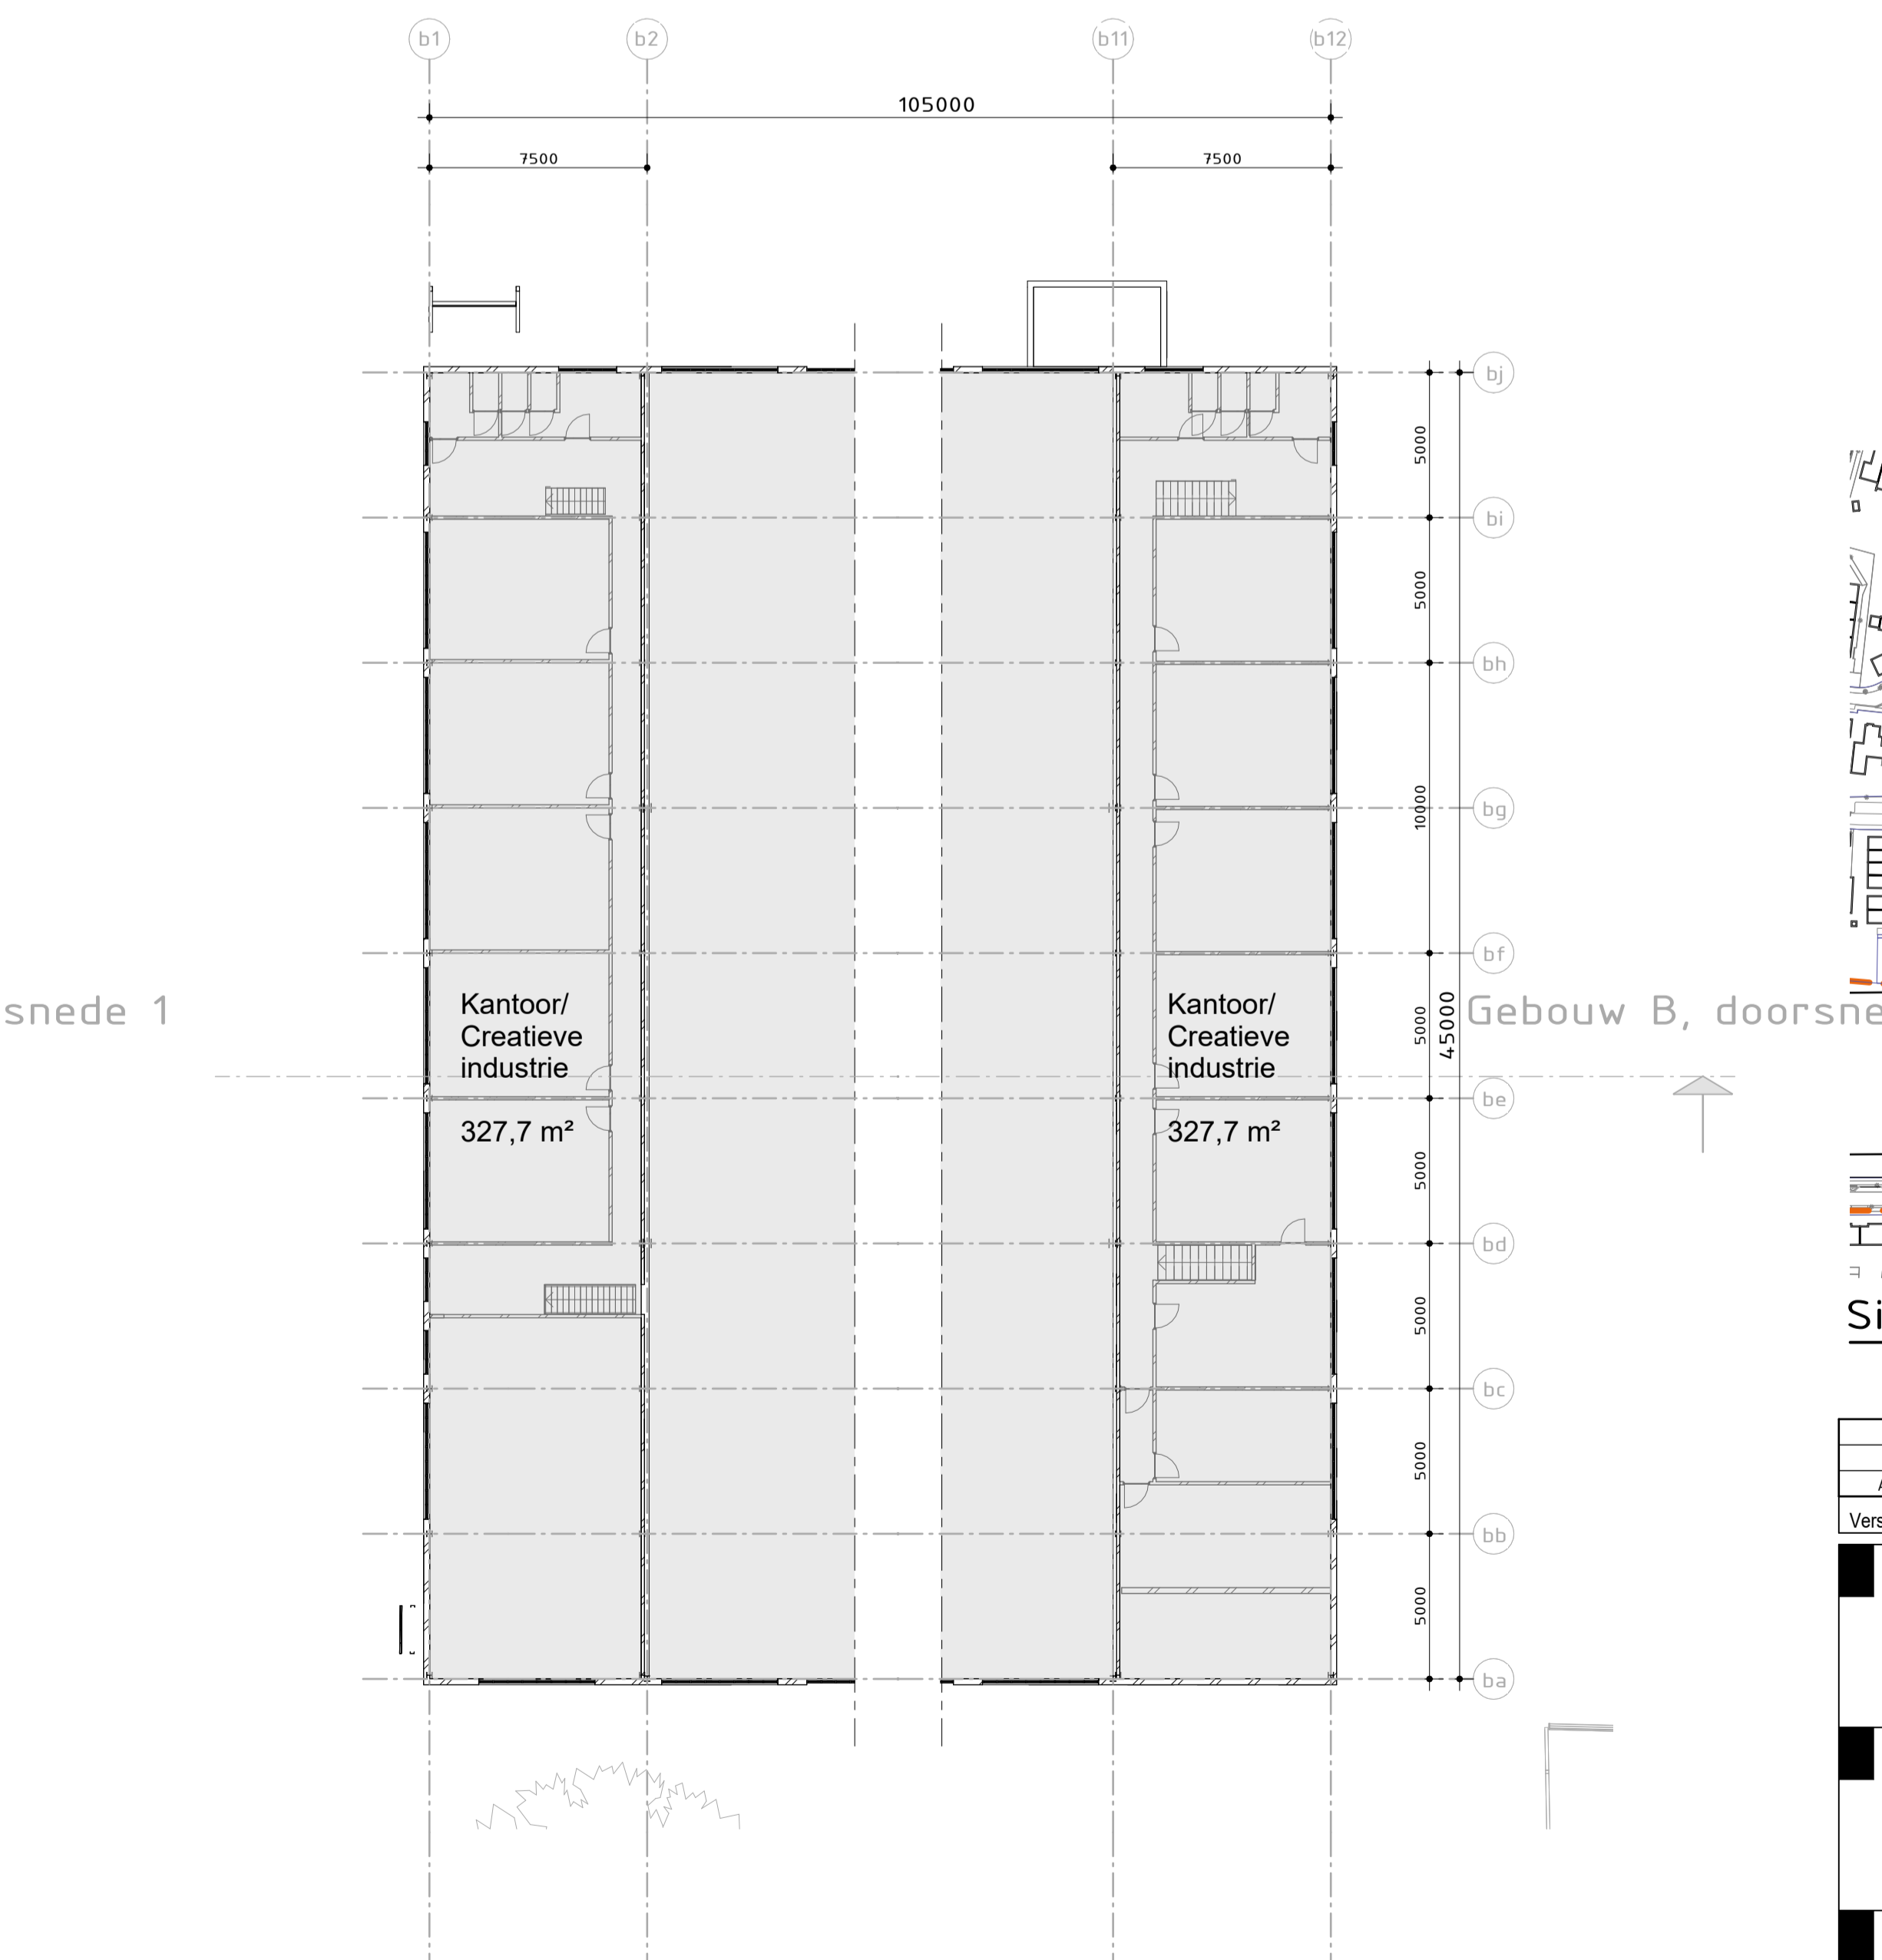 b1 b2 b11 b12
105000
7500 7500
bj
5000
bi
5000
bh
10000
bg
bf
Kantoor/
Creatieve
industrie
327,7 m²
Kantoor/
Creatieve
industrie
327,7 m²
5000
45000
snede 1
Gebouw B, doorsne
be
5000
bd
5000
bc
5000
bb
5000
ba
Si
A
Vers